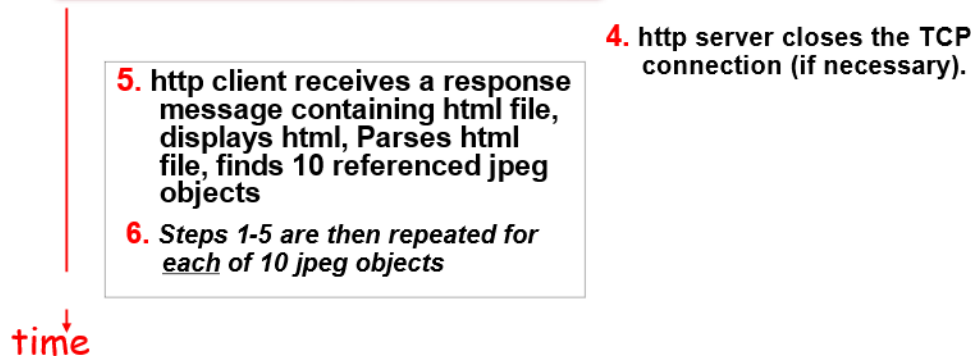 4. http server closes the TCP
connection (if necessary).
5. http client receives a response
message containing html file,
displays html, Parses html
file, finds 10 referenced jpeg
objects
6. Steps 1-5 are then repeated for
each of 10 jpeg objects
time